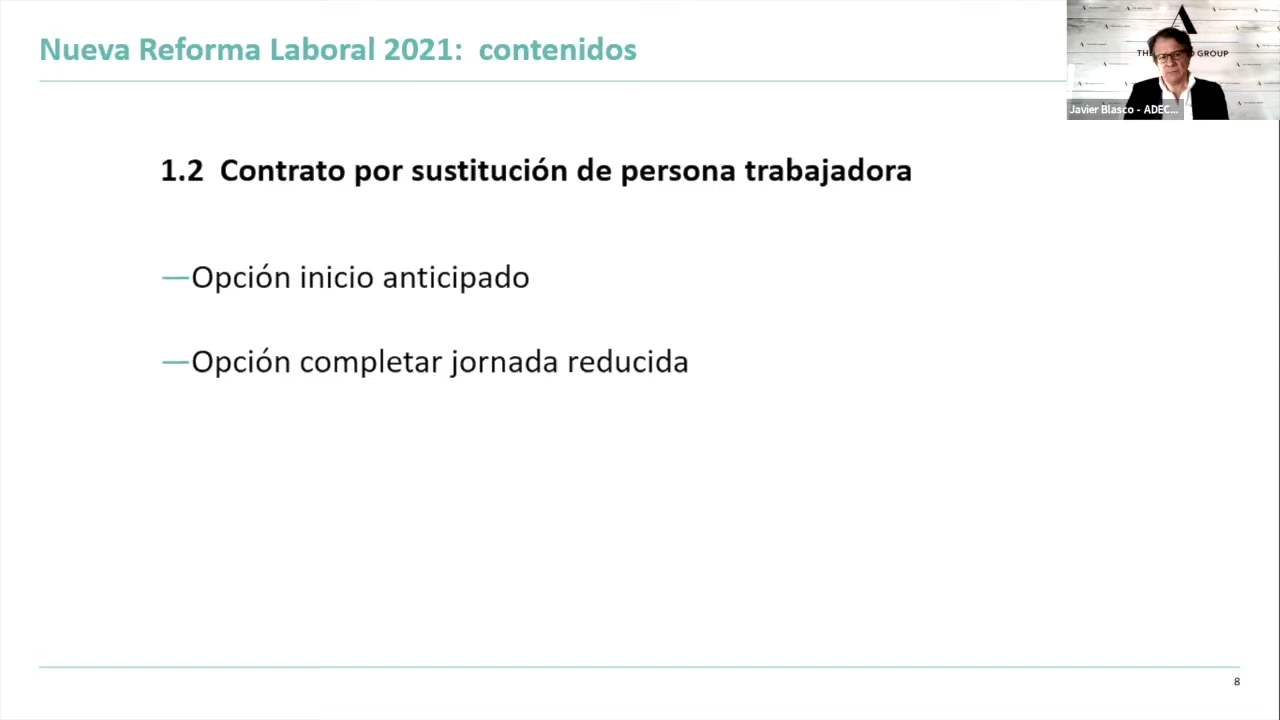 Nueva Reforma Laboral 2021: contenidos
Javier Blasco - ADEC...
1.2 Contrato por sustitución de persona trabajadora
—Opción inicio anticipado
—Opción completar jornada reducida
8